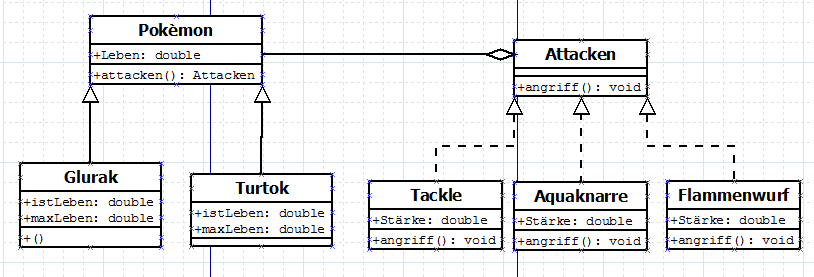 Pokèmon
+Leben: double
+attacken(): Attacken
Attacken
+angriff(): void
Glurak
+istLeben: double
+maxLeben: double
+()
Turtok
+istLeben: double
+maxLeben: double
Tackle
+Stärke: double
+angriff(): void
Aquaknarre
+Stärke: double
+angriff(): void
Flammenwurf
+Stärke: double
+angriff(): void